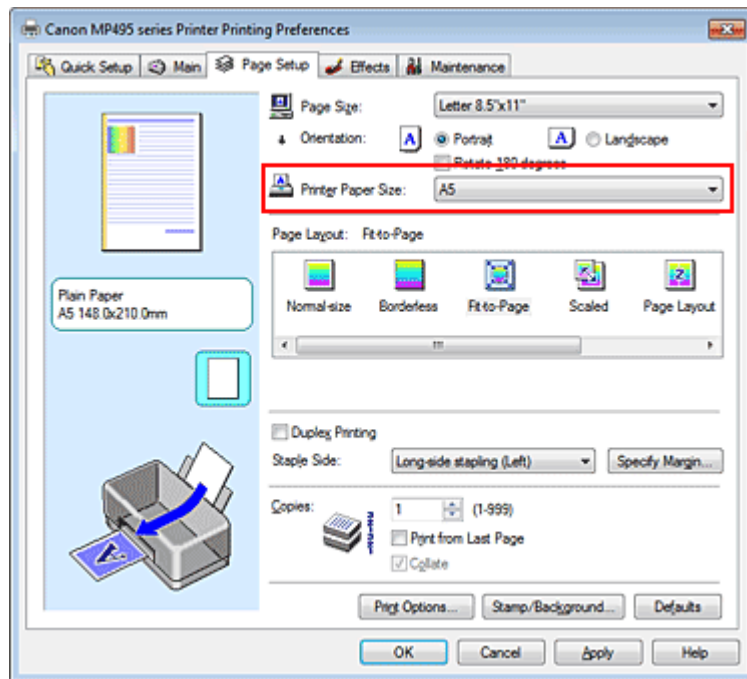 Canon MP495 series Printer Printing Preferences
Quick Setup Main Page Setup Effects Maintenance
Page Size: Letter 8.5"x11"
Orientation: A Portrait A Landscape
Rotate 180 degrees
Printer Paper Size: A5
Page Layout: Fit-to-Page
Normal-size Borderless Fit-to-Page Scaled Page Layout
Plain Paper
A5 148.0x210.0mm
Duplex Printing
Staple Side: Long-side stapling (Left) Specify Margin...
Copies: 1 (1-999)
Print from Last Page
Collate
Print Options... Stamp/Background... Defaults
OK Cancel Apply Help